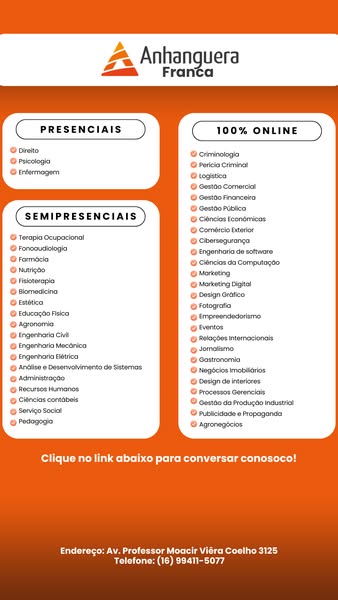 Anhanguera
Franca
PRESENCIAIS
Direito
Psicologia
Enfermagem
SEMIPRESENCIAIS
Terapia Ocupacional
Fonoaudiologia
Farmácia
Nutrição
Fisioterapia
Biomedicina
Estética
Educação Física
Agronomia
Engenharia Civil
Engenharia Mecânica
Engenharia Elétrica
Análise e Desenvolvimento de Sistemas
Administração
Recursos Humanos
Ciências contábeis
Serviço Social
Pedagogia
100% ONLINE
Criminologia
Perícia Criminal
Logística
Gestão Comercial
Gestão Financeira
Gestão Pública
Ciências Econômicas
Comércio Exterior
Cibersegurança
Engenharia de software
Ciências da Computação
Marketing
Marketing Digital
Design Gráfico
Fotografia
Empreendedorismo
Eventos
Relações Internacionais
Jornalismo
Gastronomia
Negócios Imobiliários
Design de interiores
Processos Gerenciais
Gestão da Produção Industrial
Publicidade e Propaganda
Agronegócios
Clique no link abaixo para conversar conosoco!
Endereço: Av. Professor Moacir Viêra Coelho 3125
Telefone: (16) 99411-5077